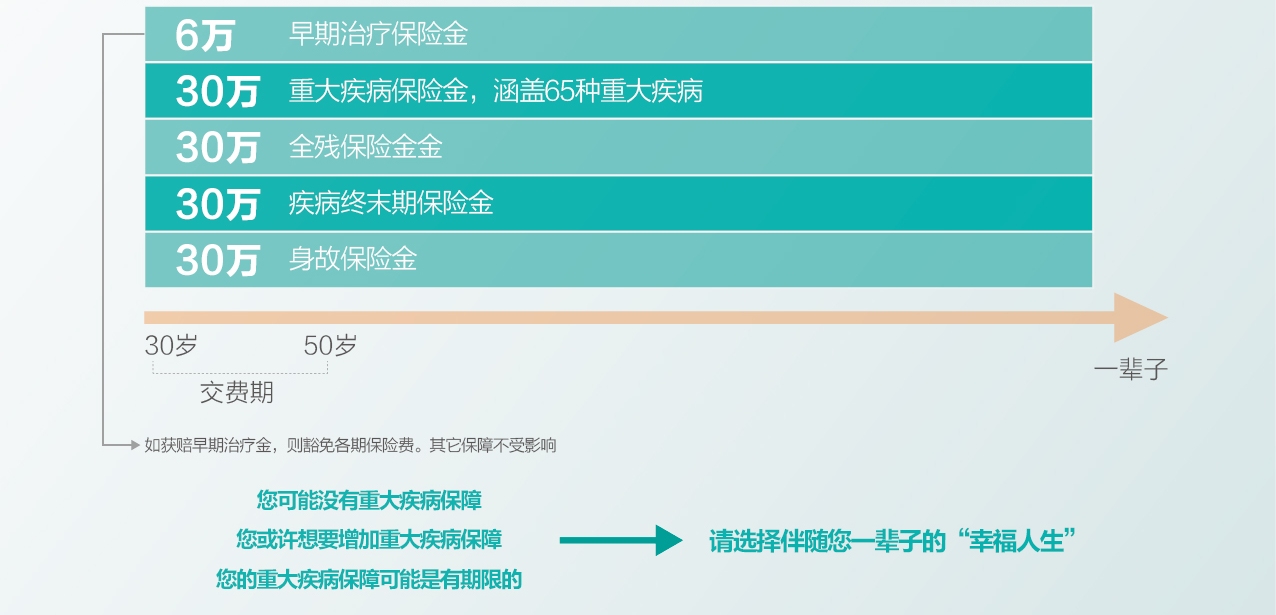 6万 早期治疗保险金
30万 重大疾病保险金，涵盖65种重大疾病
30万 全残保险金金
30万 疾病终末期保险金
30万 身故保险金
30岁 50岁
一辈子
交费期
如获赔早期治疗金，则豁免各期保险费。其它保障不受影响
您可能没有重大疾病保障
您或许想要增加重大疾病保障
您的重大疾病保障可能是有期限的
请选择伴随您一辈子的“幸福人生”